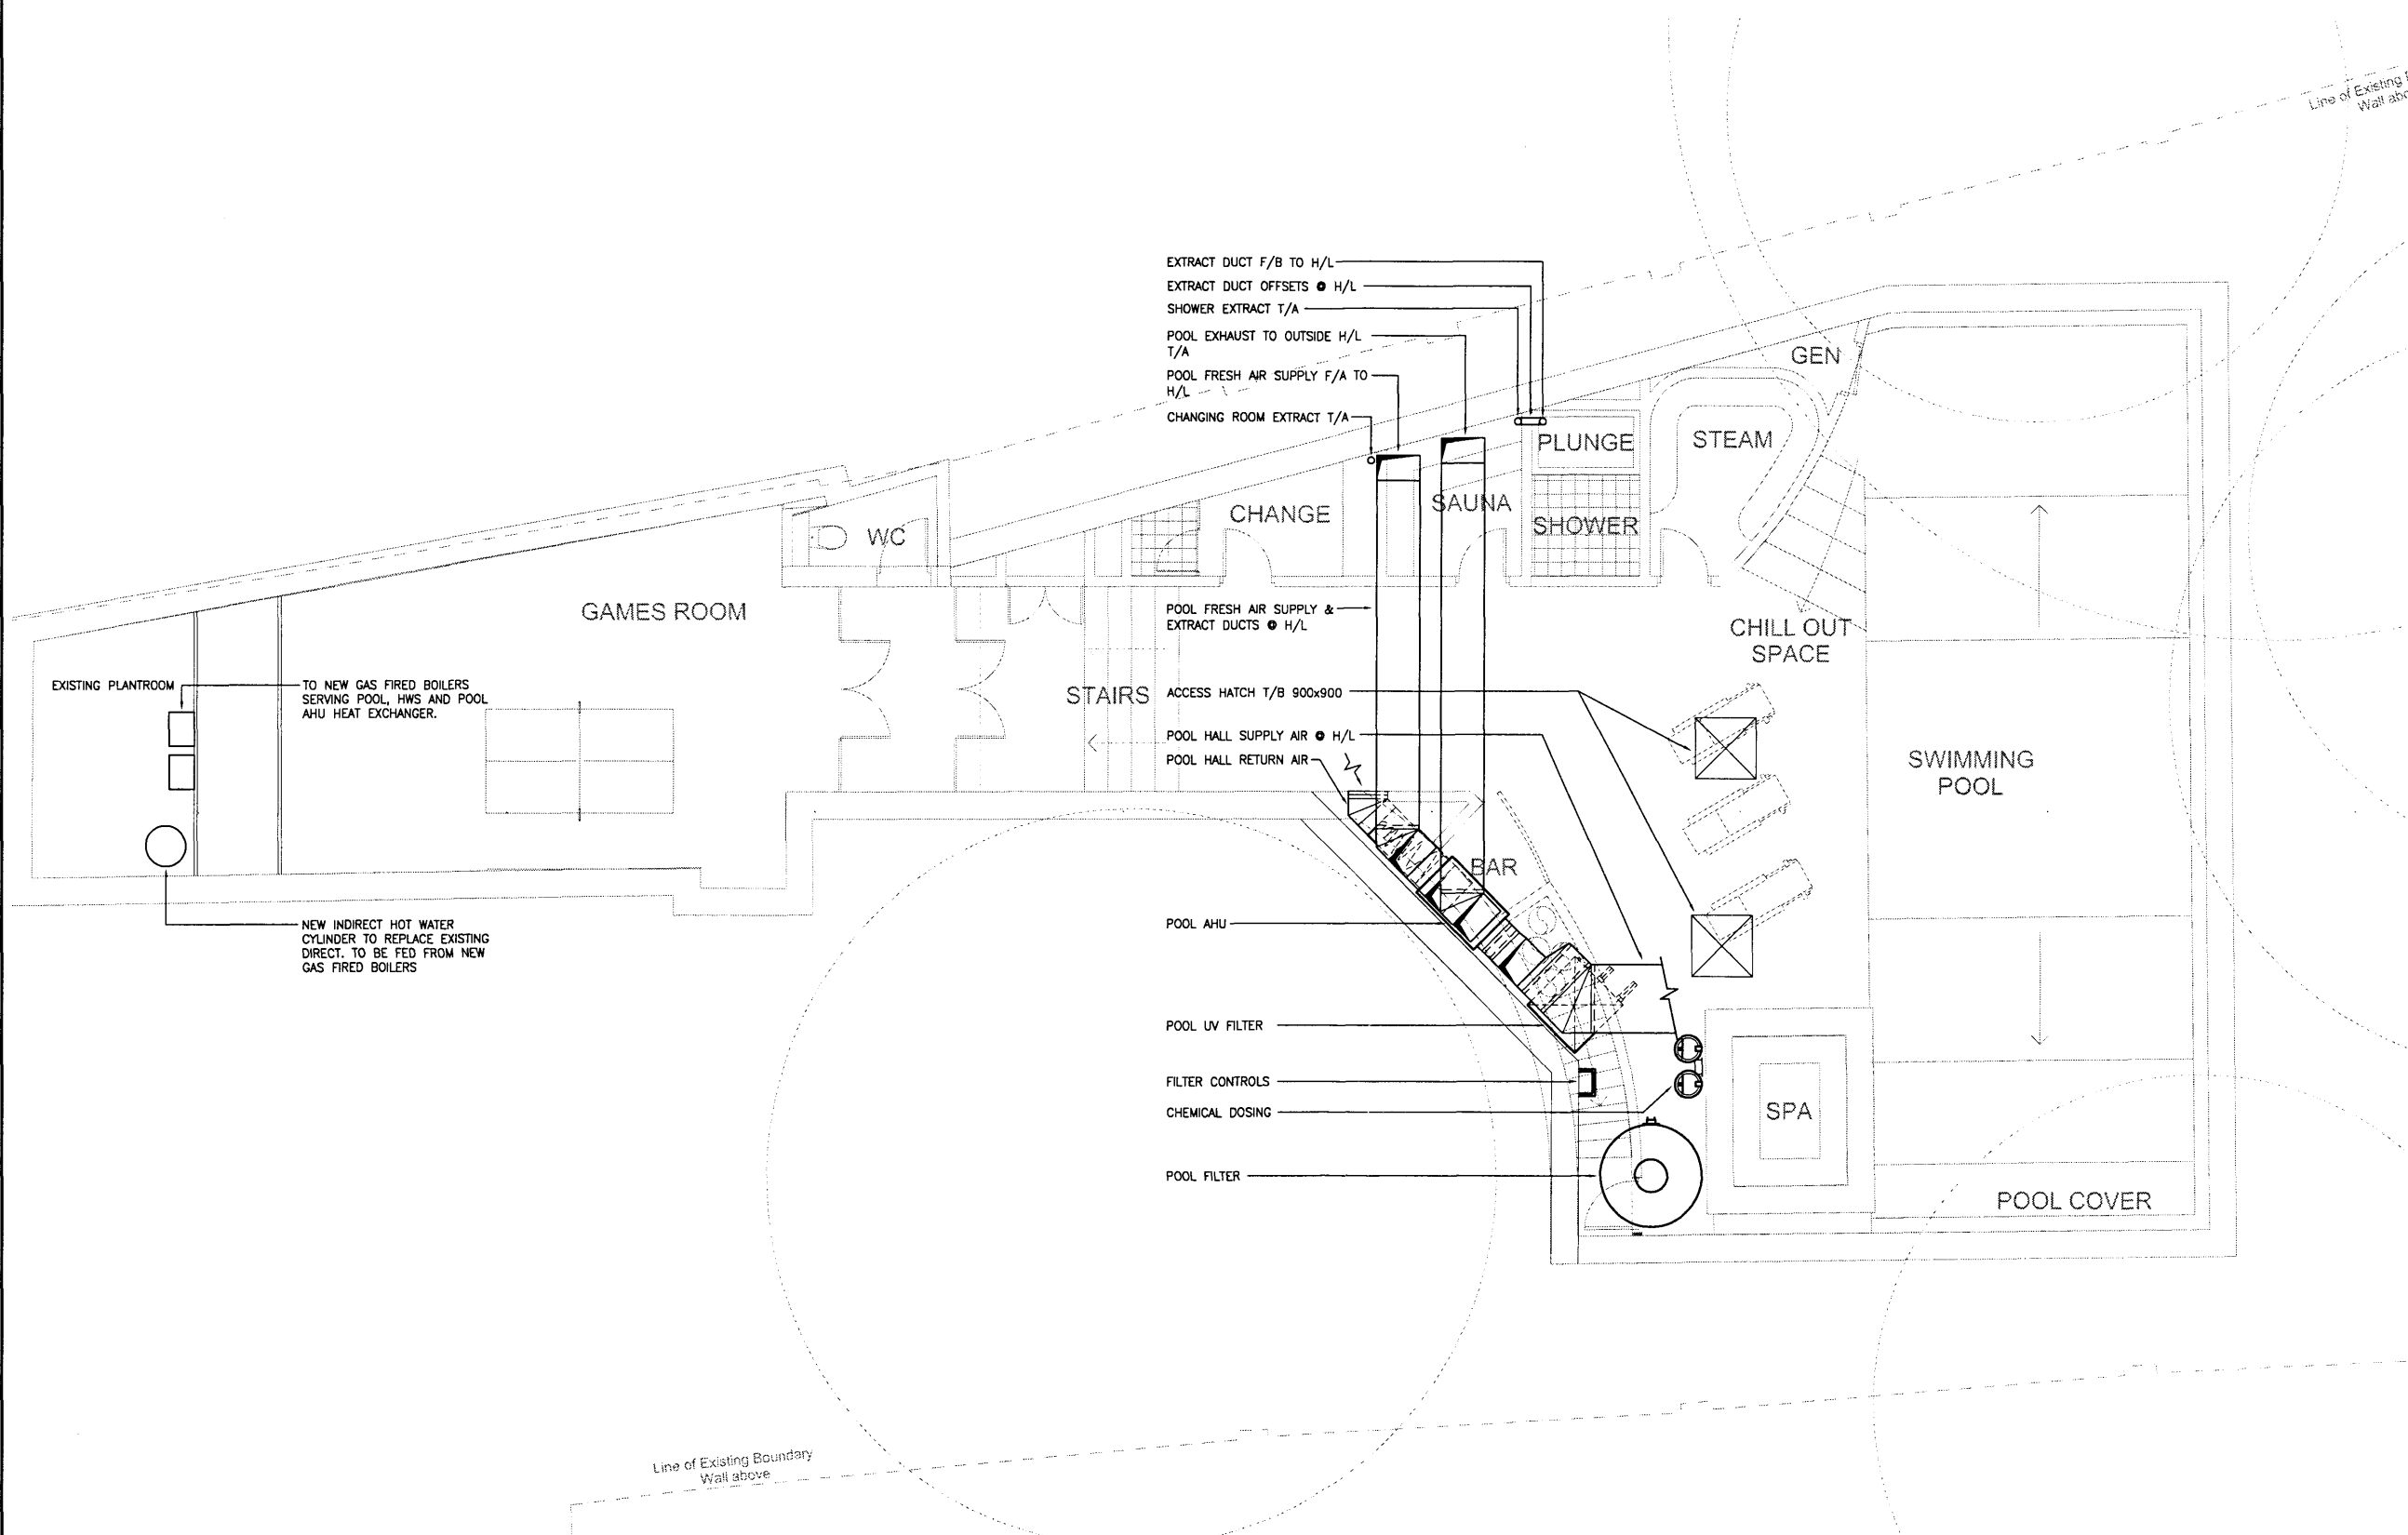 Line of Existing
Wall
EXTRACT DUCT F/B TO H/L
EXTRACT DUCT OFFSETS @ H/L
SHOWER EXTRACT T/A
POOL EXHAUST TO OUTSIDE H/L
T/A
POOL FRESH AIR SUPPLY F/A TO
H/L
CHANGING ROOM EXTRACT T/A
GEN
PLUNGE
STEAM
SAUNA
CHANGE
SHOWER
WC
GAMES ROOM
POOL FRESH AIR SUPPLY &
EXTRACT DUCTS @ H/L
CHILL OUT
SPACE
EXISTING PLANTROOM
TO NEW GAS FIRED BOILERS
SERVING POOL, HWS AND POOL
AHU HEAT EXCHANGER.
STAIRS
ACCESS HATCH T/B 900x900
POOL HALL SUPPLY AIR @ H/L
POOL HALL RETURN AIR
SWIMMING
POOL
BAR
NEW INDIRECT HOT WATER
CYLINDER TO REPLACE EXISTING
DIRECT. TO BE FED FROM NEW
GAS FIRED BOILERS
POOL AHU
POOL UV FILTER
FILTER CONTROLS
CHEMICAL DOSING
SPA
POOL FILTER
POOL COVER
Line of Existing Boundary
Wall above